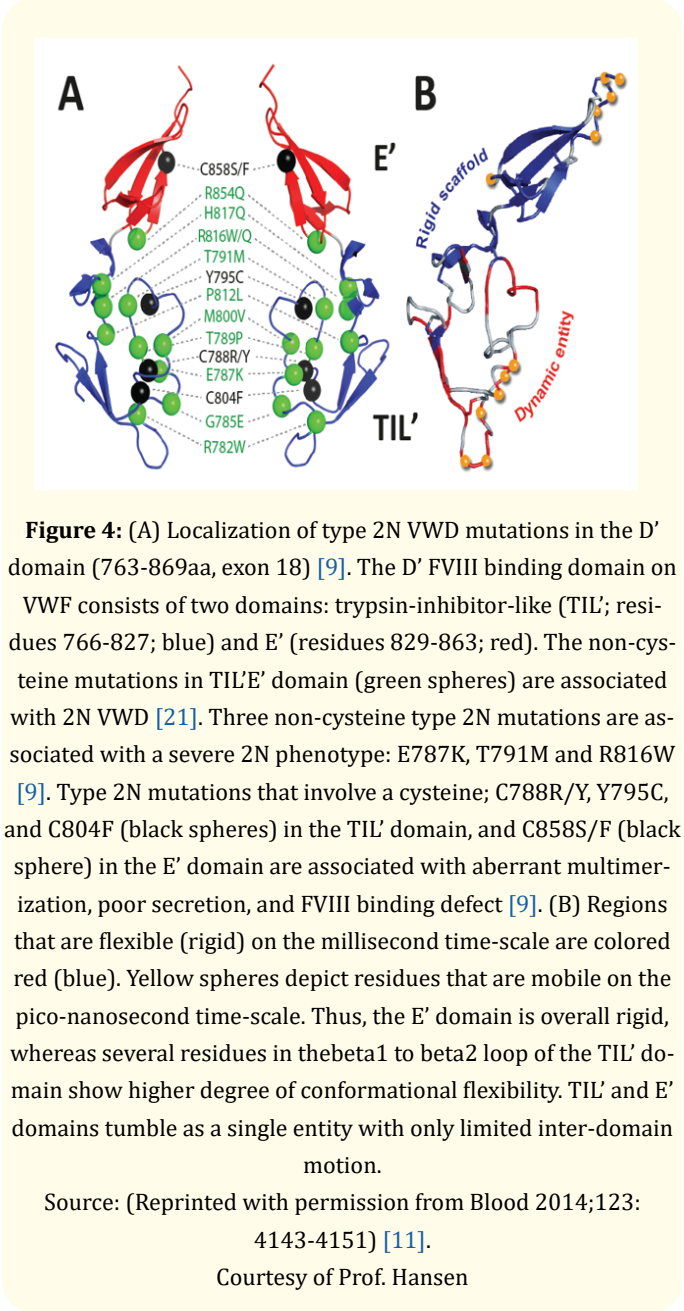 A
B
E’
Rigid scaffold
C858S/F
R854Q
H817Q
R816W/Q
T791M
Y795C
P812L
M800V
T789P
C788R/Y
E787K
C804F
G785E
R782W
Dynamic entity
TIL’
Figure 4: (A) Localization of type 2N VWD mutations in the D’
domain (763-869aa, exon 18) [9]. The D’ FVIII binding domain on
VWF consists of two domains: trypsin-inhibitor-like (TIL’; resi-
dues 766-827; blue) and E’ (residues 829-863; red). The non-cys-
teine mutations in TIL’E’ domain (green spheres) are associated
with 2N VWD [21]. Three non-cysteine type 2N mutations are as-
sociated with a severe 2N phenotype: E787K, T791M and R816W
[9]. Type 2N mutations that involve a cysteine; C788R/Y, Y795C,
and C804F (black spheres) in the TIL’ domain, and C858S/F (black
sphere) in the E’ domain are associated with aberrant multimer-
ization, poor secretion, and FVIII binding defect [9]. (B) Regions
that are flexible (rigid) on the millisecond time-scale are colored
red (blue). Yellow spheres depict residues that are mobile on the
pico-nanosecond time-scale. Thus, the E’ domain is overall rigid,
whereas several residues in thebeta1 to beta2 loop of the TIL’ do-
main show higher degree of conformational flexibility. TIL’ and E’
domains tumble as a single entity with only limited inter-domain
motion.
Source: (Reprinted with permission from Blood 2014;123:
4143-4151) [11].
Courtesy of Prof. Hansen